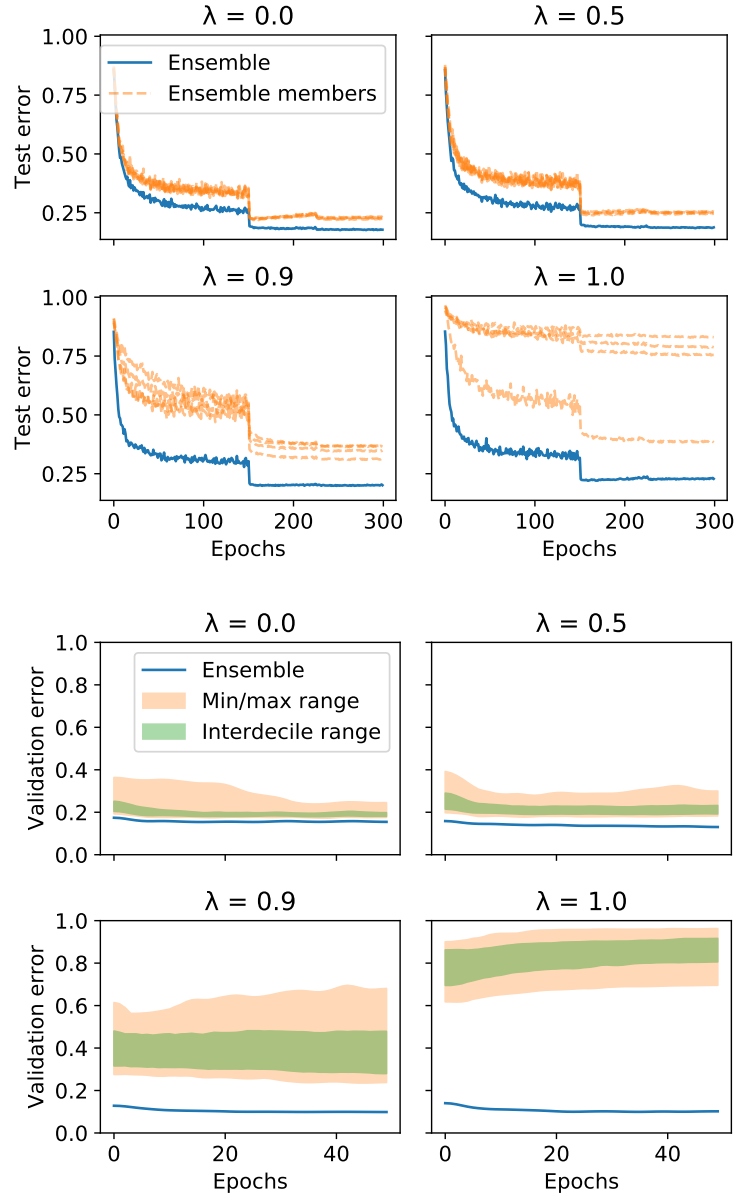 λ = 0.0
λ = 0.5
1.00
0.75
0.50
0.25
Test error
Ensemble
Ensemble members
λ = 0.9
λ = 1.0
1.00
0.75
0.50
0.25
Test error
0 100 200 300
0 100 200 300
Epochs
Epochs
λ = 0.0
λ = 0.5
1.0
0.8
0.6
0.4
0.2
0.0
Validation error
Ensemble
Min/max range
Interdecile range
λ = 0.9
λ = 1.0
1.0
0.8
0.6
0.4
0.2
0.0
Validation error
0 20 40
0 20 40
Epochs
Epochs